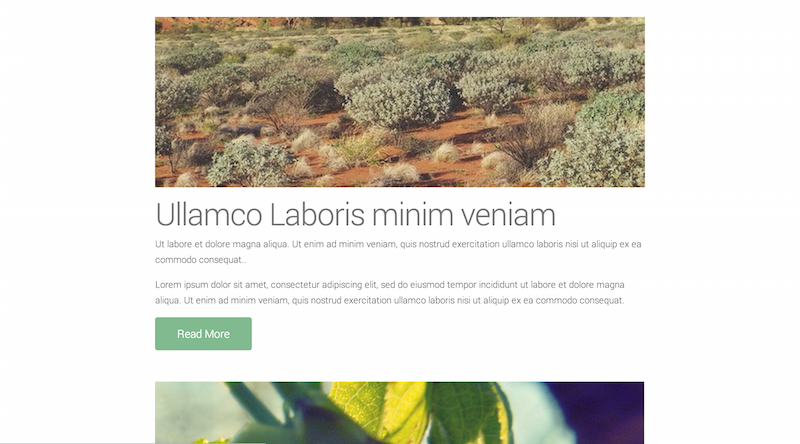 Ullamco Laboris minim veniam
Ut labore et dolore magna aliqua. Ut enim ad minim veniam, quis nostrud exercitation ullamco laboris nisi ut aliquip ex ea
commodo consequat..
Lorem ipsum dolor sit amet, consectetur adipiscing elit, sed do eiusmod tempor incididunt ut labore et dolore magna
aliqua. Ut enim ad minim veniam, quis nostrud exercitation ullamco laboris nisi ut aliquip ex ea commodo consequat.
Read More